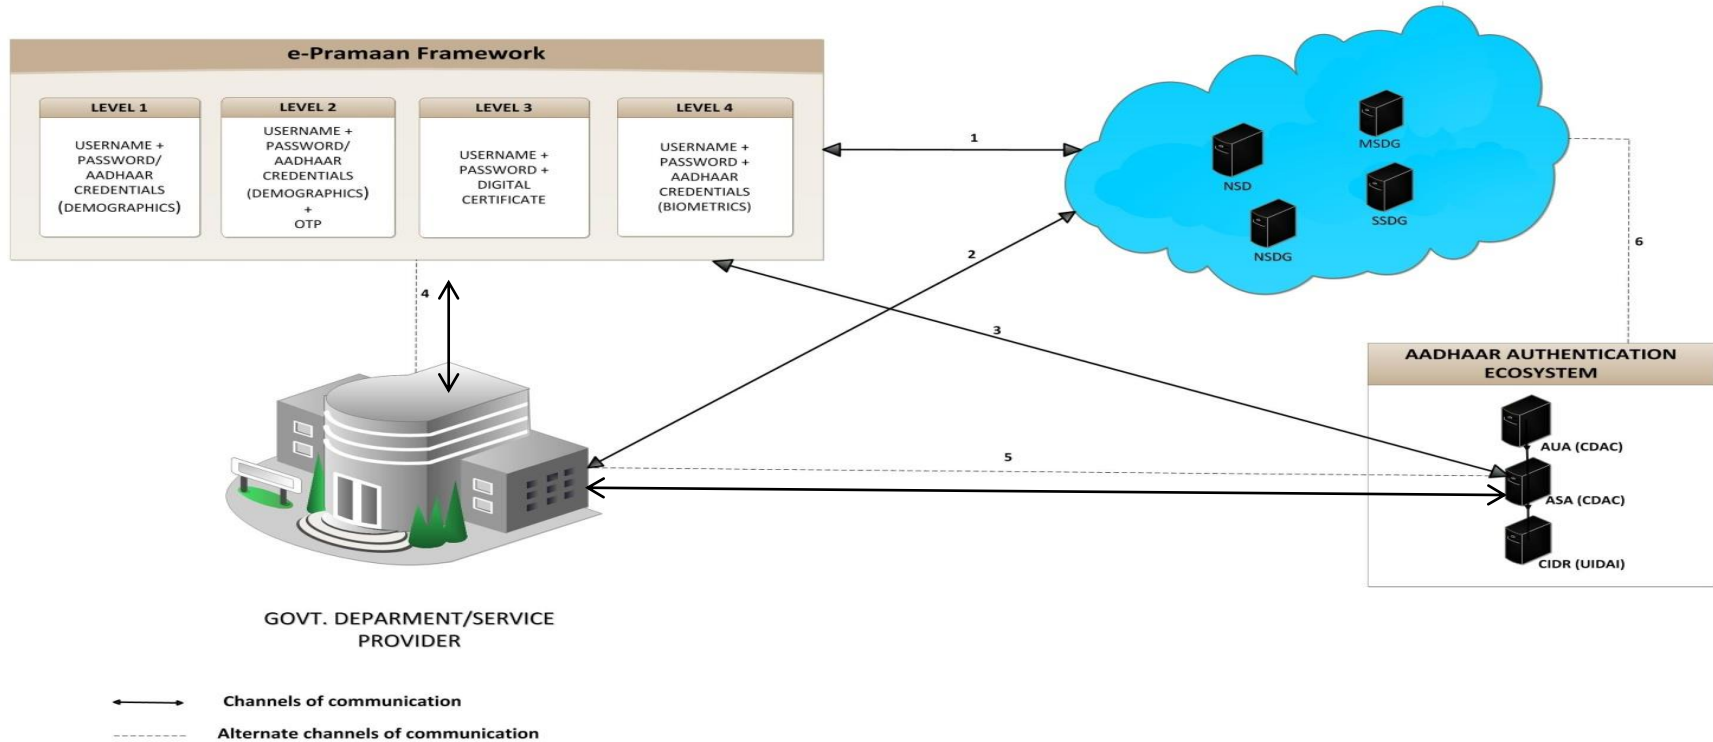 e-Pramaan Framework
LEVEL 1
USERNAME +
PASSWORD/
AADHAAR
CREDENTIALS
(DEMOGRAPHICS)
LEVEL 2
USERNAME +
PASSWORD/
AADHAAR
CREDENTIALS
(DEMOGRAPHICS)
+
OTP
LEVEL 3
USERNAME +
PASSWORD +
DIGITAL
CERTIFICATE
LEVEL 4
USERNAME +
PASSWORD +
AADHAAR
CREDENTIALS
(BIOMETRICS)
1
MSDG
NSD
SSDG
NSDG
2
6
4
3
AADHAAR AUTHENTICATION
ECOSYSTEM
AUA (CDAC)
5
ASA (CDAC)
CIDR (UIDAI)
GOVT. DEPARMENT/SERVICE
PROVIDER
Channels of communication
Alternate channels of communication